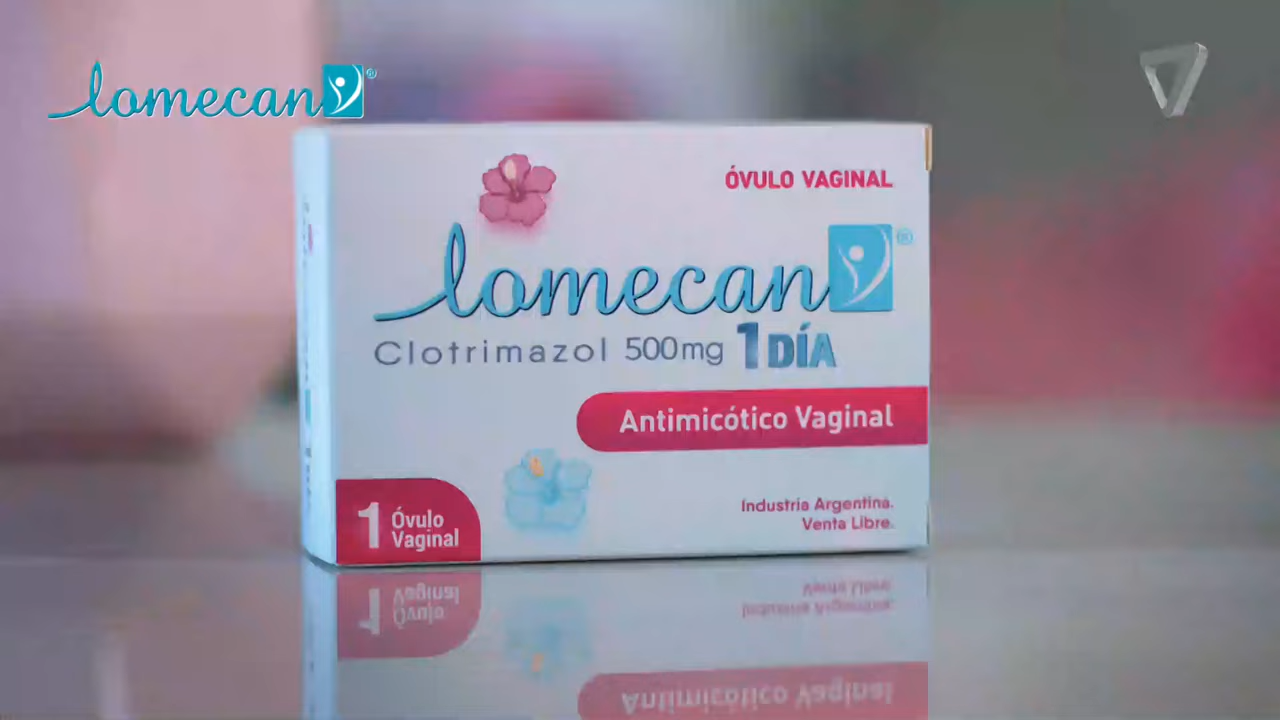 lomecan®
ÓVULO VAGINAL
lomecan®
Clotrimazol 500mg 1 DÍA
Antimicótico Vaginal
1 Óvulo
Vaginal
Industria Argentina.
Venta Libre.